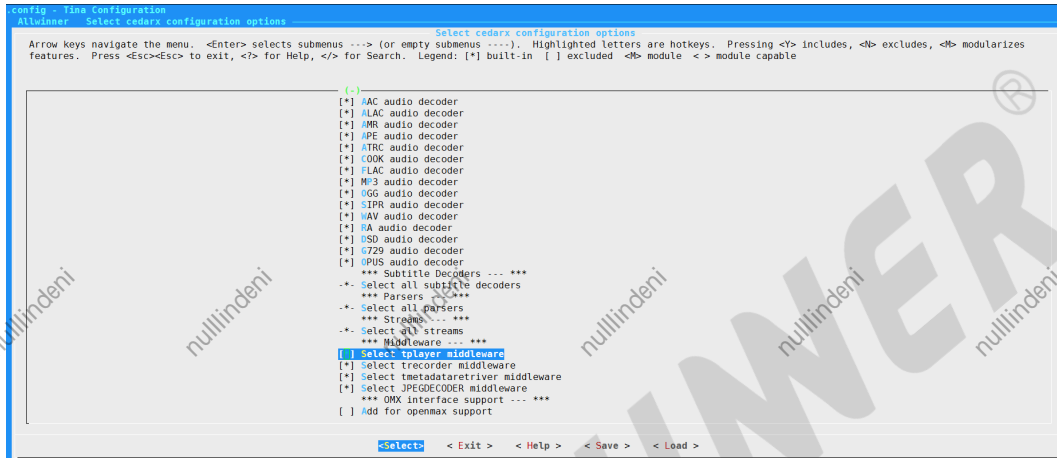 .config - Tina Configuration
Allwinner Select cedarx configuration options
Select cedarx configuration options
Arrow keys navigate the menu. <Enter> selects submenus ---> (or empty submenus ----). Highlighted letters are hotkeys. Pressing <Y> includes, <N> excludes, <M> modularizes
features. Press <Esc><Esc> to exit, <?> for Help, </> for Search. Legend: [*] built-in [ ] excluded <M> module < > module capable
(-)
[*] AAC audio decoder
[*] ALAC audio decoder
[*] AMR audio decoder
[*] APE audio decoder
[*] ATRC audio decoder
[*] COOK audio decoder
[*] FLAC audio decoder
[*] MP3 audio decoder
[*] OGG audio decoder
[*] SIPR audio decoder
[*] WAV audio decoder
[*] RA audio decoder
[*] DSD audio decoder
[*] G729 audio decoder
[*] OPUS audio decoder
*** Subtitle Decoders --- ***
-*- Select all subtitle decoders
*** Parsers --- ***
-*- Select all parsers
*** Streams --- ***
-*- Select all streams
*** Middleware --- ***
[*] Select tplayer middleware
[*] Select trecorder middleware
[*] Select tmetadataretriver middleware
[*] Select JPEGDECODER middleware
*** OMX interface support --- ***
[ ] Add for openmax support
<Select> < Exit > < Help > < Save > < Load >
nulllindeni nulllindeni nulllindeni nulllindeni